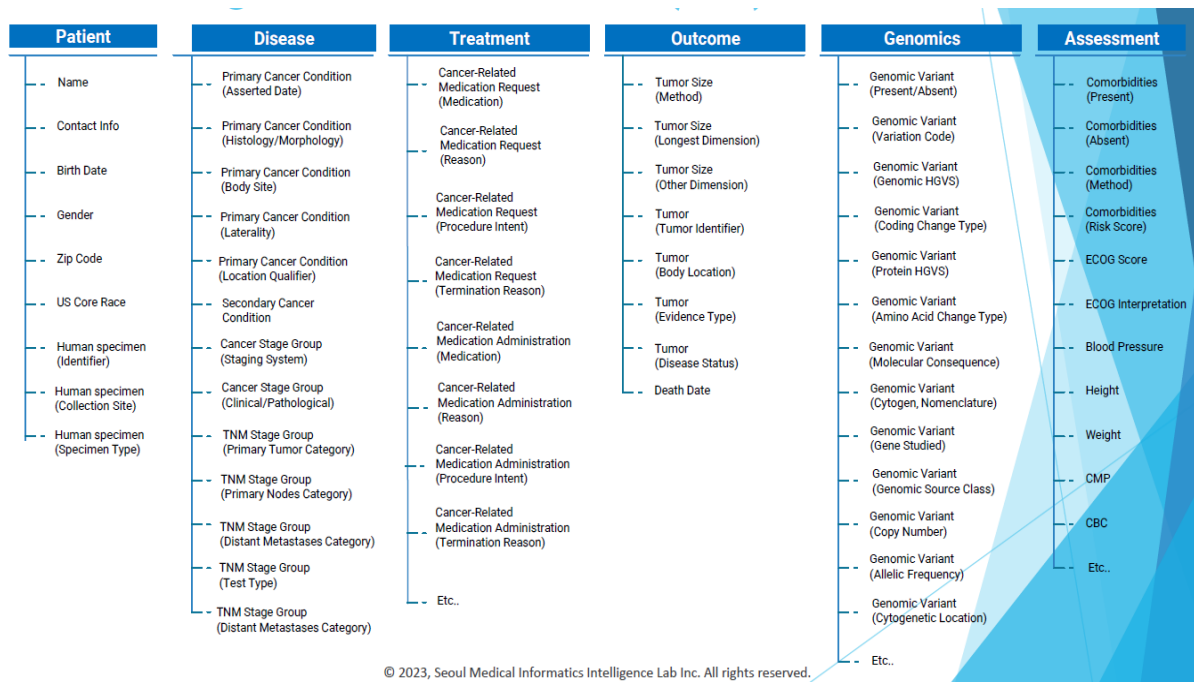 Patient
Name
Contact Info
Birth Date
Gender
Zip Code
US Core Race
Human specimen
(Identifier)
Human specimen
(Collection Site)
Human specimen
(Specimen Type)
Disease
Primary Cancer Condition
(Asserted Date)
Primary Cancer Condition
(Histology/Morphology)
Primary Cancer Condition
(Body Site)
Primary Cancer Condition
(Laterality)
Primary Cancer Condition
(Location Qualifier)
Secondary Cancer
Condition
Cancer Stage Group
(Staging System)
Cancer Stage Group
(Clinical/Pathological)
TNM Stage Group
(Primary Tumor Category)
TNM Stage Group
(Primary Nodes Category)
TNM Stage Group
(Distant Metastases Category)
TNM Stage Group
(Test Type)
TNM Stage Group
(Distant Metastases Category)
Treatment
Cancer-Related
Medication Request
(Medication)
Cancer-Related
Medication Request
(Reason)
Cancer-Related
Medication Request
(Procedure Intent)
Cancer-Related
Medication Request
(Termination Reason)
Cancer-Related
Medication Administration
(Medication)
Cancer-Related
Medication Administration
(Reason)
Cancer-Related
Medication Administration
(Procedure Intent)
Cancer-Related
Medication Administration
(Termination Reason)
Etc..
Outcome
Tumor Size
(Method)
Tumor Size
(Longest Dimension)
Tumor Size
(Other Dimension)
Tumor
(Tumor Identifier)
Tumor
(Body Location)
Tumor
(Evidence Type)
Tumor
(Disease Status)
Death Date
Genomics
Genomic Variant
(Present/Absent)
Genomic Variant
(Variation Code)
Genomic Variant
(Genomic HGVS)
Genomic Variant
(Coding Change Type)
Genomic Variant
(Protein HGVS)
Genomic Variant
(Amino Acid Change Type)
Genomic Variant
(Molecular Consequence)
Genomic Variant
(Cytogen, Nomenclature)
Genomic Variant
(Gene Studied)
Genomic Variant
(Genomic Source Class)
Genomic Variant
(Copy Number)
Genomic Variant
(Allelic Frequency)
Genomic Variant
(Cytogenetic Location)
Etc..
Assessment
Comorbidities
(Present)
Comorbidities
(Absent)
Comorbidities
(Method)
Comorbidities
(Risk Score)
ECOG Score
ECOG Interpretation
Blood Pressure
Height
Weight
CMP
CBC
Etc..
© 2023, Seoul Medical Informatics Intelligence Lab Inc. All rights reserved.